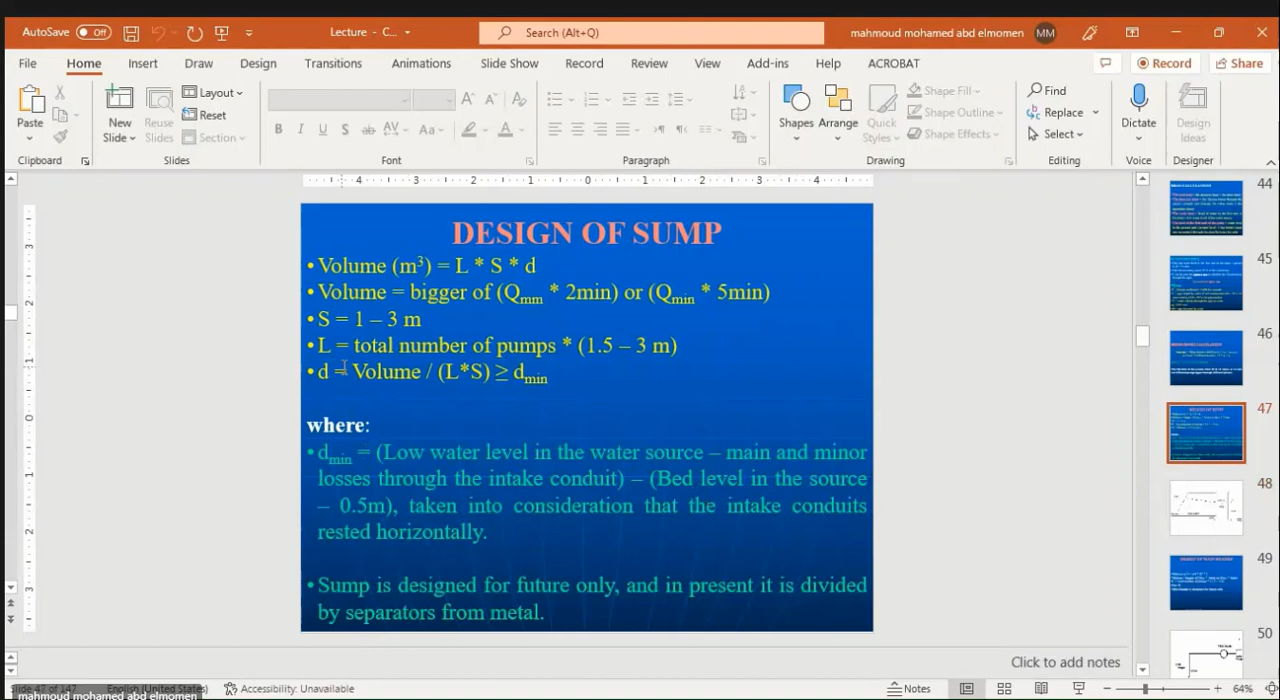 AutoSave Off Lecture - C... Search (Alt+Q) mahmoud mohamed abd elmomen MM
File Home Insert Draw Design Transitions Animations Slide Show Record Review View Add-ins Help ACROBAT Record Share
Paste New Slide Reuse Slides Layout Reset Section Shapes Arrange Quick Styles Shape Fill Shape Outline Shape Effects Find Replace Select Dictate Design Ideas
Clipboard Slides Font Paragraph Drawing Editing Voice Designer
DESIGN OF SUMP
• Volume (m³) = L * S * d
• Volume = bigger of (Qmm * 2min) or (Qmin * 5min)
• S = 1 – 3 m
• L = total number of pumps * (1.5 – 3 m)
• d = Volume / (L*S) ≥ dmin
where:
• dmin = (Low water level in the water source – main and minor
losses through the intake conduit) – (Bed level in the source
– 0.5m), taken into consideration that the intake conduits
rested horizontally.
• Sump is designed for future only, and in present it is divided
by separators from metal.
44
45
46
47
48
49
50
Click to add notes
Slide 47 of 147 English (United States) Accessibility: Unavailable Notes 64%
mahmoud mohamed abd elmomen